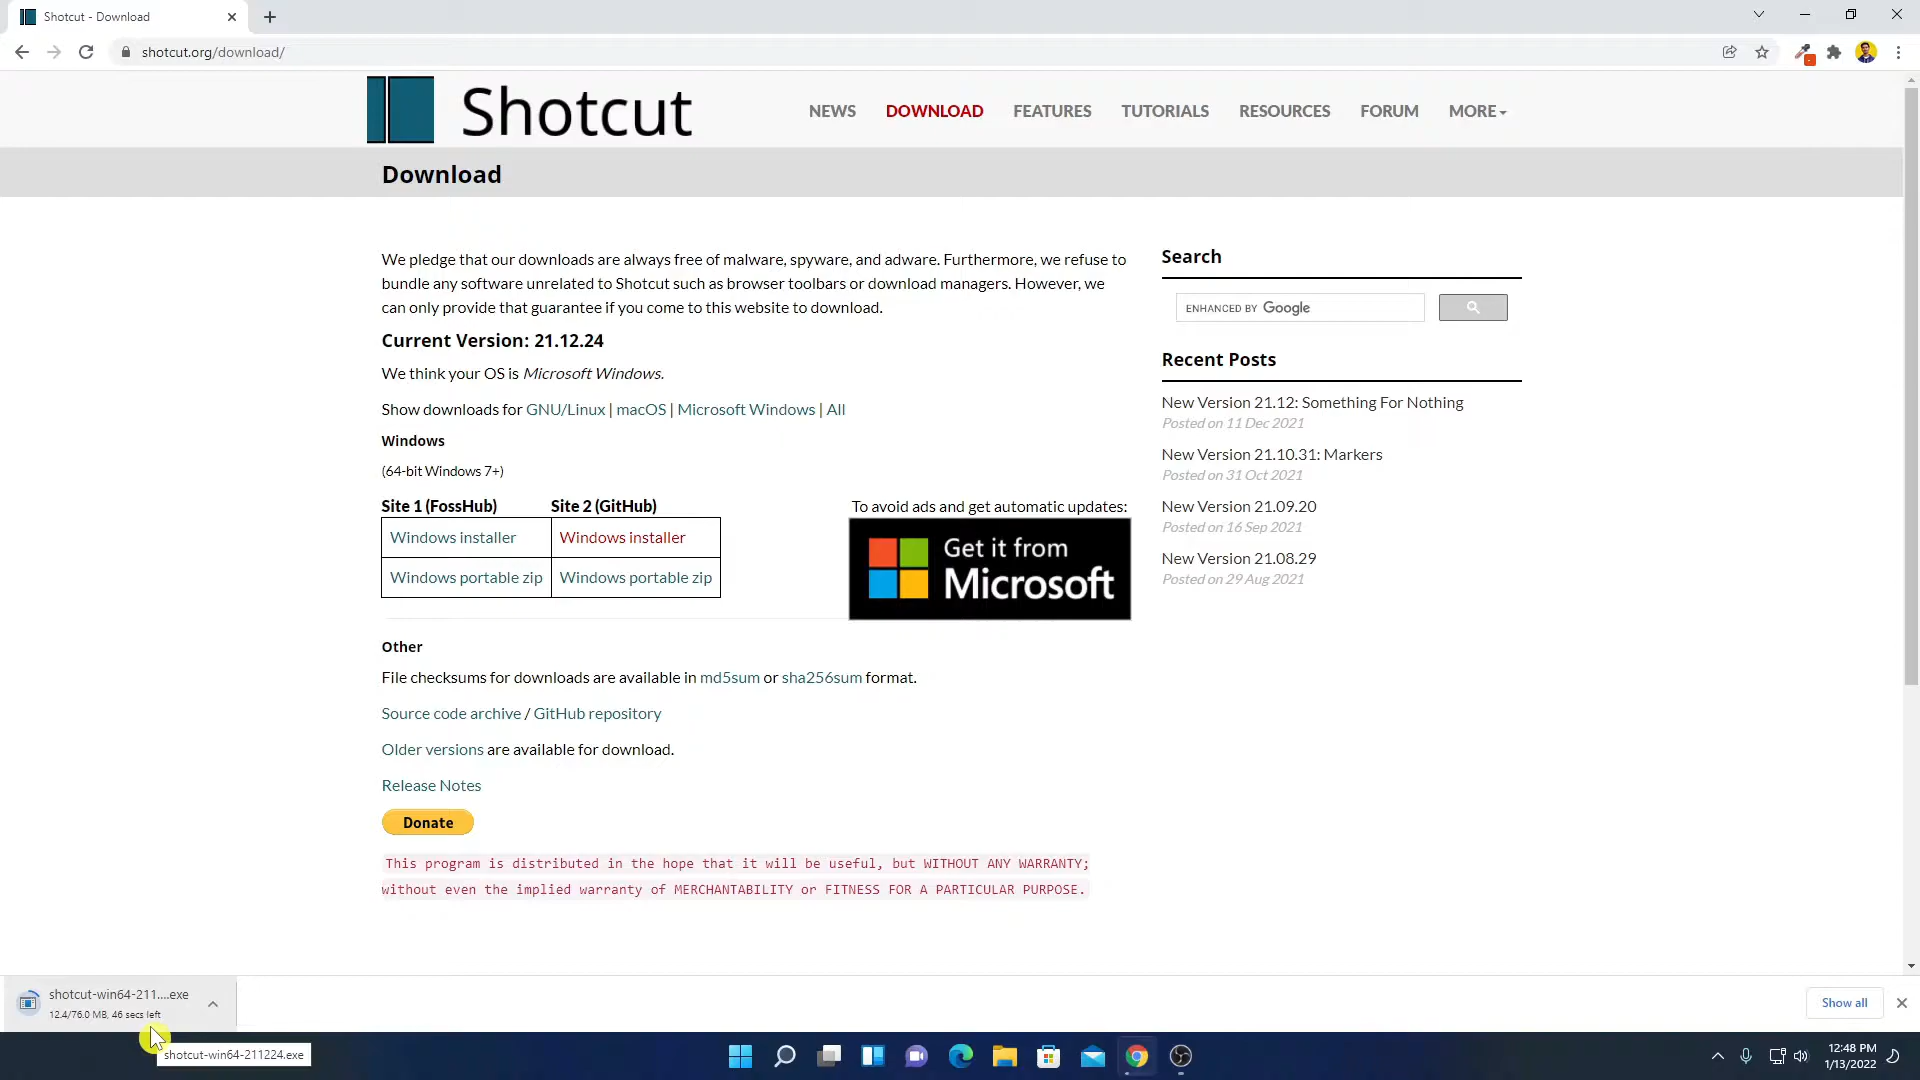 Shotcut - Download
shotcut.org/download/
Shotcut
NEWS DOWNLOAD FEATURES TUTORIALS RESOURCES FORUM MORE
Download
We pledge that our downloads are always free of malware, spyware, and adware. Furthermore, we refuse to
bundle any software unrelated to Shotcut such as browser toolbars or download managers. However, we
can only provide that guarantee if you come to this website to download.
Current Version: 21.12.24
We think your OS is Microsoft Windows.
Show downloads for GNU/Linux | macOS | Microsoft Windows | All
Windows
(64-bit Windows 7+)
Site 1 (FossHub) Site 2 (GitHub)
Windows installer Windows installer
Windows portable zip Windows portable zip
To avoid ads and get automatic updates:
Get it from
Microsoft
Other
File checksums for downloads are available in md5sum or sha256sum format.
Source code archive / GitHub repository
Older versions are available for download.
Release Notes
Donate
This program is distributed in the hope that it will be useful, but WITHOUT ANY WARRANTY;
without even the implied warranty of MERCHANTABILITY or FITNESS FOR A PARTICULAR PURPOSE.
Search
ENHANCED BY Google
Recent Posts
New Version 21.12: Something For Nothing
Posted on 11 Dec 2021
New Version 21.10.31: Markers
Posted on 31 Oct 2021
New Version 21.09.20
Posted on 16 Sep 2021
New Version 21.08.29
Posted on 29 Aug 2021
shotcut-win64-211....exe
12.4/76.0 MB, 46 secs left
Show all
shotcut-win64-211224.exe
12:48 PM
1/13/2022